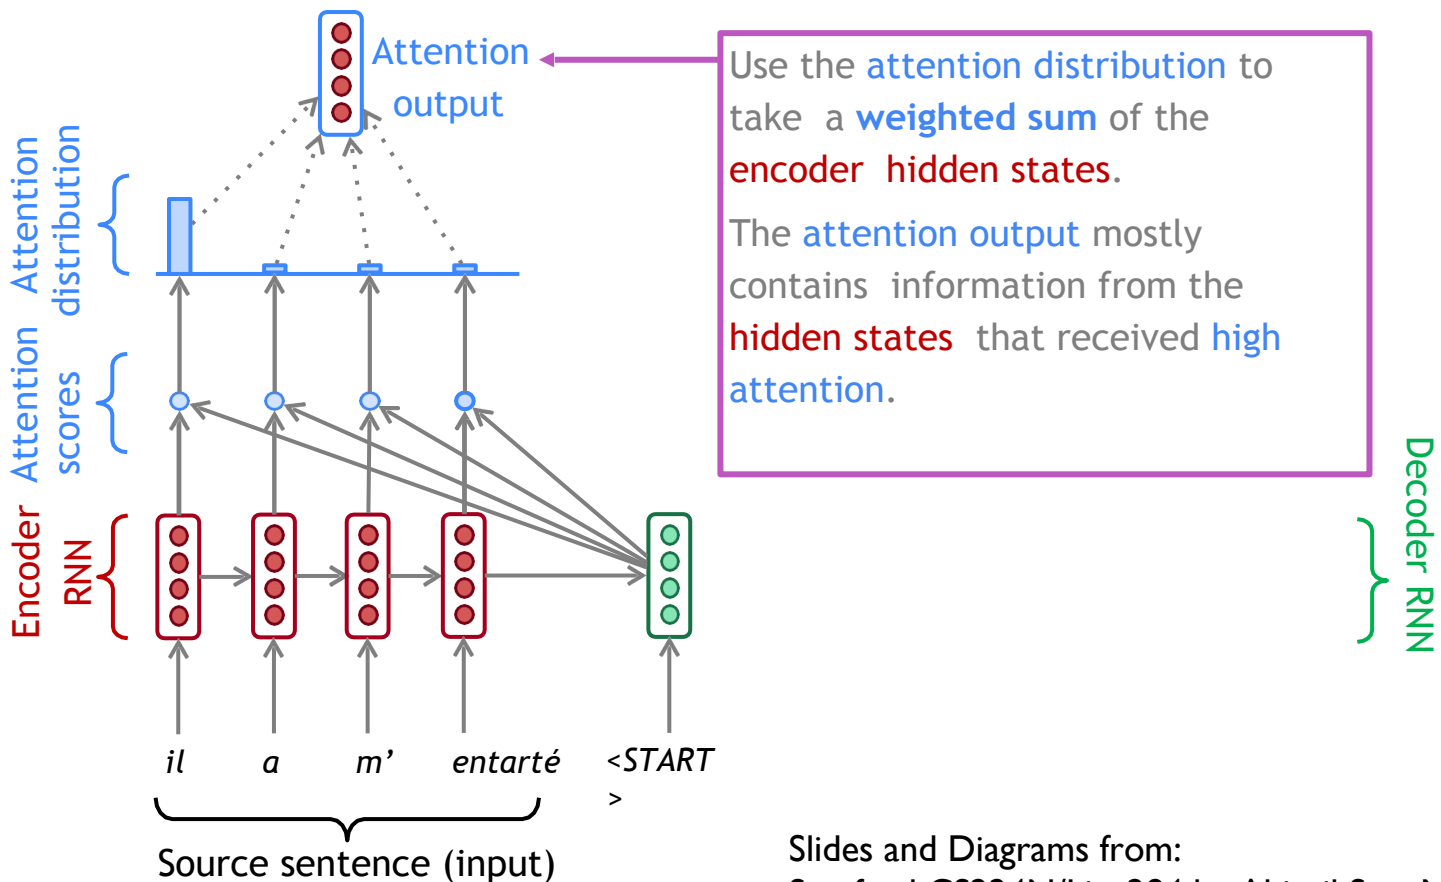 Attention
output
Use the attention distribution to
take a weighted sum of the
encoder hidden states.
The attention output mostly
contains information from the
hidden states that received high
attention.
Attention
distribution
Attention
scores
Encoder
RNN
Decoder RNN
il a m’ entarté <START
>
Source sentence (input)
Slides and Diagrams from: